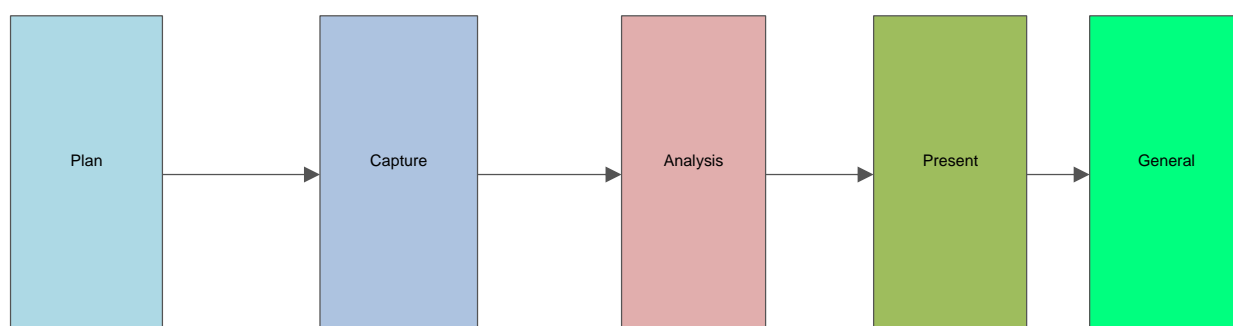 Plan
Capture
Analysis
Present
General